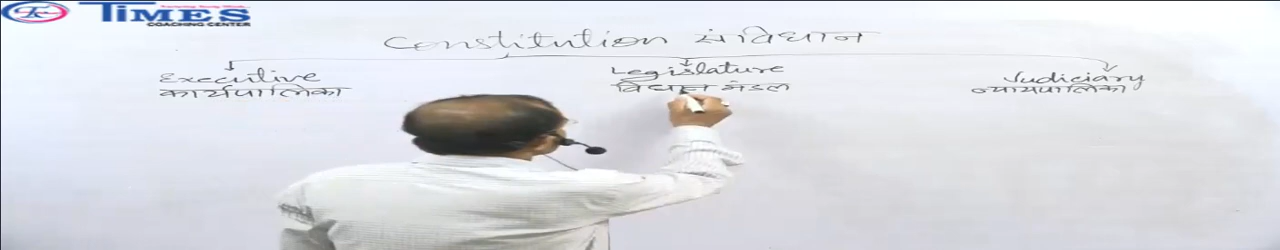 TIMES
COACHING CENTER
Constitution संविधान
Executive Legislature Judiciary
कार्यपालिका विधान मंडल न्यायपालिका